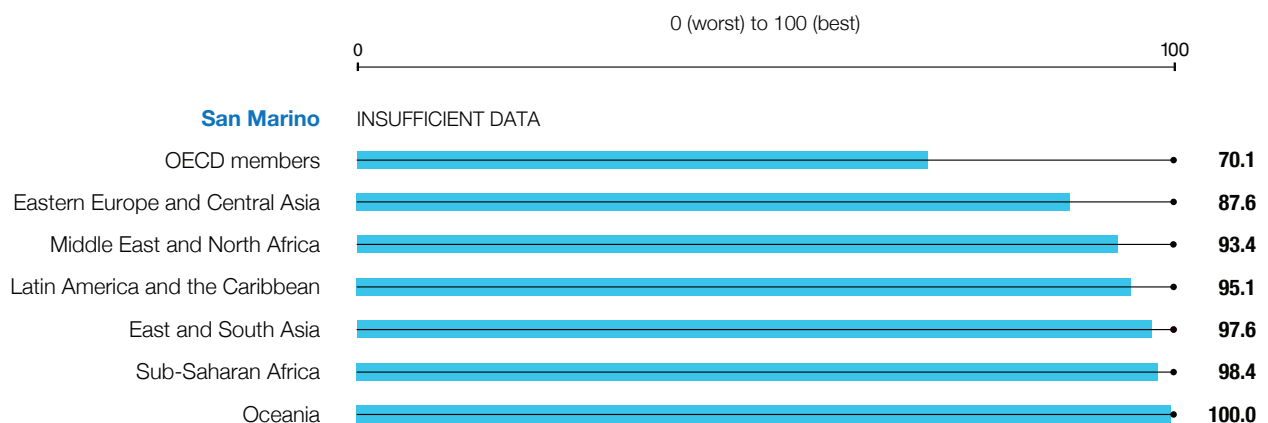 0 (worst) to 100 (best)
0 100
San Marino INSUFFICIENT DATA
OECD members 70.1
Eastern Europe and Central Asia 87.6
Middle East and North Africa 93.4
Latin America and the Caribbean 95.1
East and South Asia 97.6
Sub-Saharan Africa 98.4
Oceania 100.0